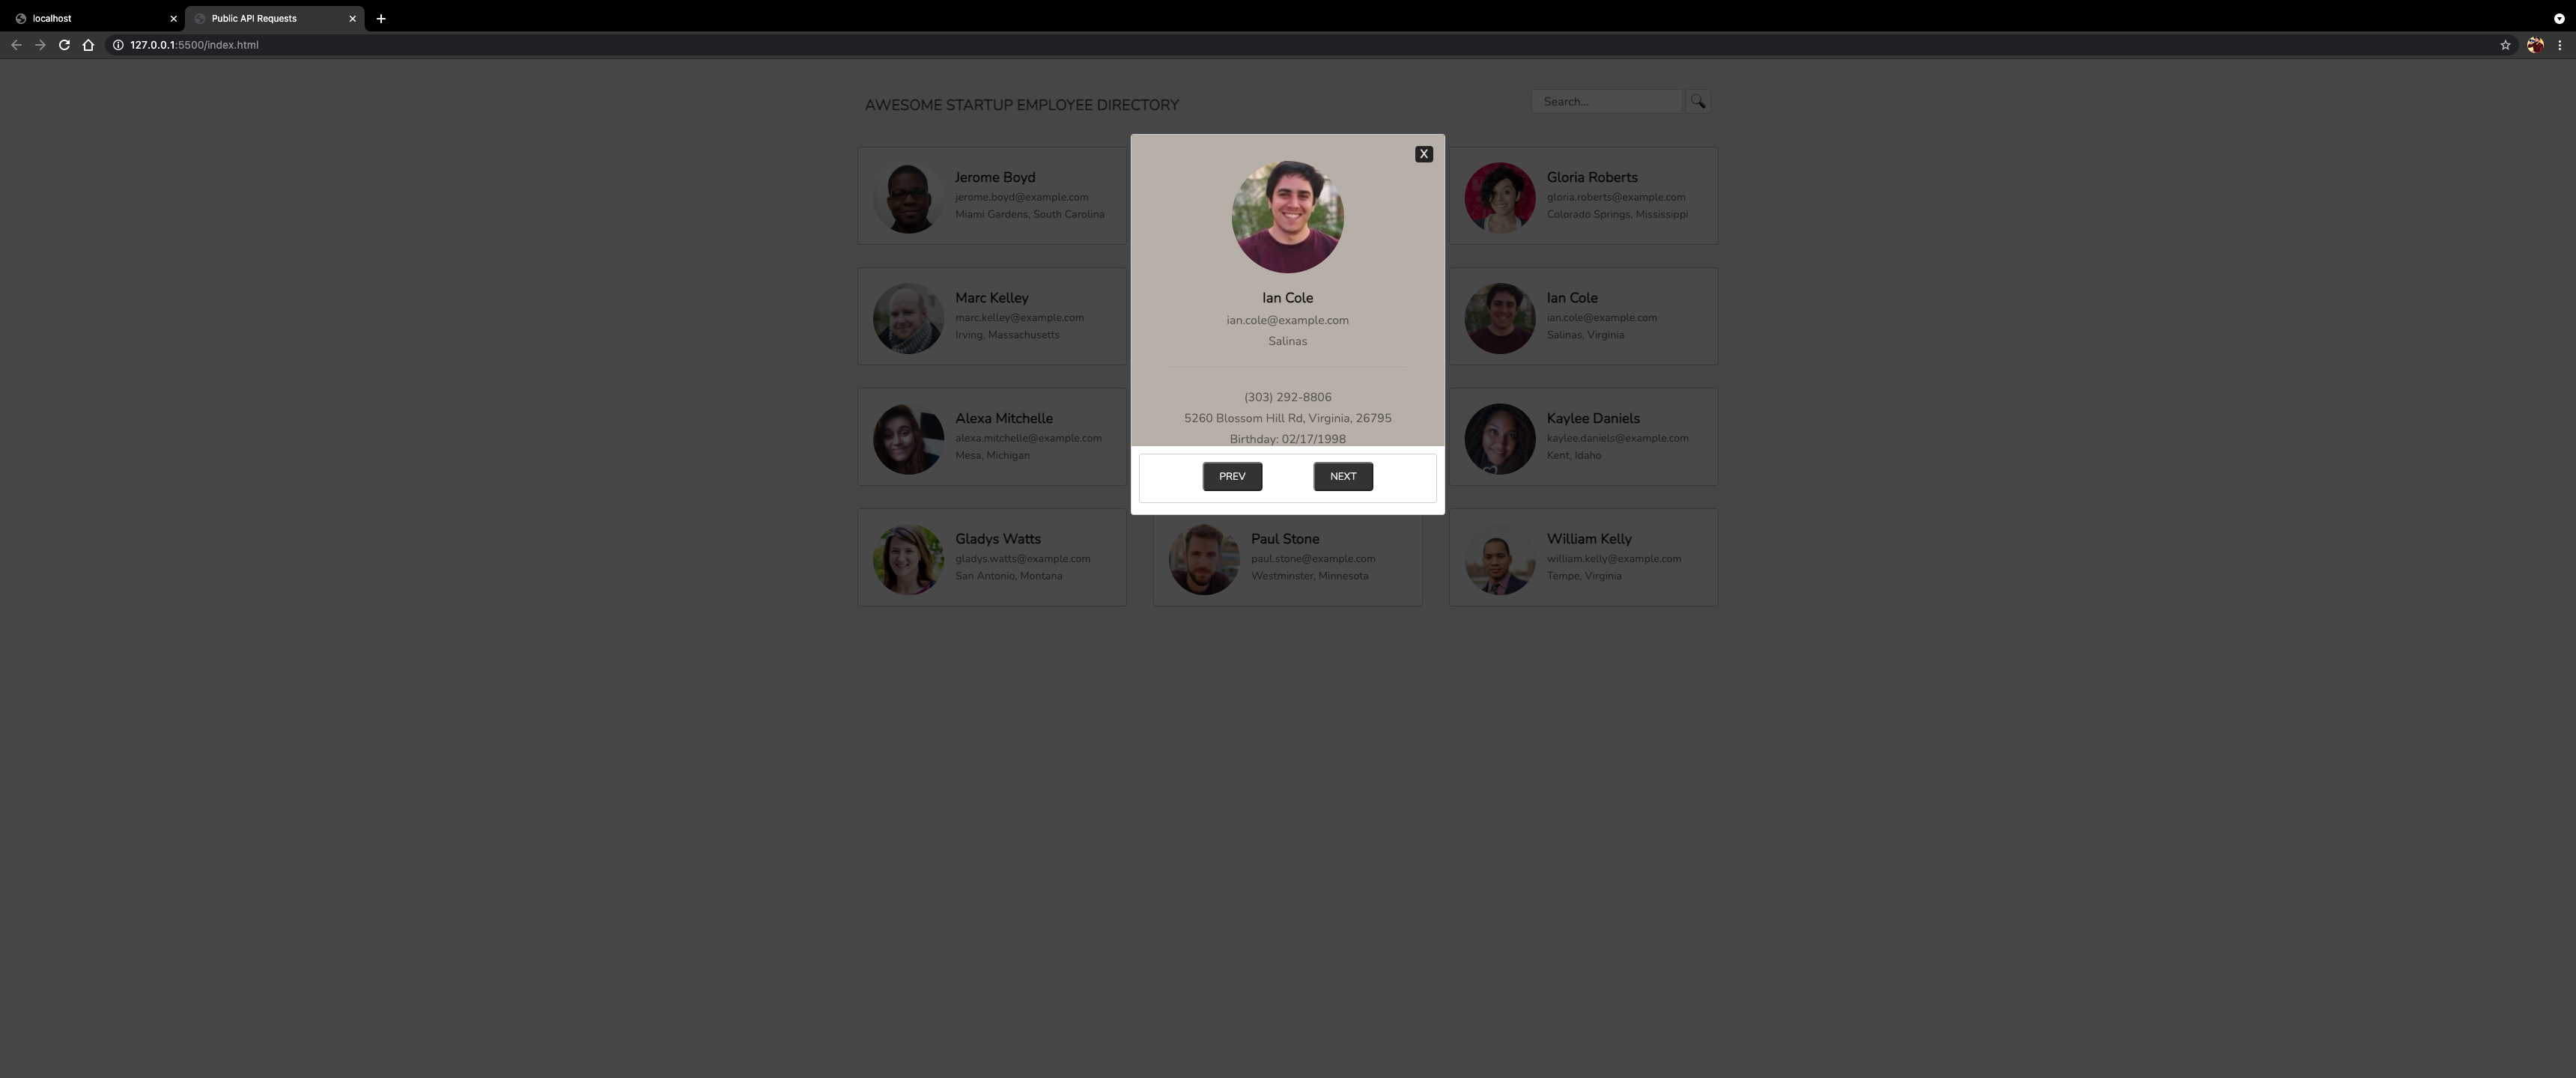 localhost
Public API Requests
127.0.0.1:5500/index.html
AWESOME STARTUP EMPLOYEE DIRECTORY
Search...
X
Ian Cole
ian.cole@example.com
Salinas
(303) 292-8806
5260 Blossom Hill Rd, Virginia, 26795
Birthday: 02/17/1998
PREV
NEXT
Jerome Boyd
jerome.boyd@example.com
Miami Gardens, South Carolina
Gloria Roberts
gloria.roberts@example.com
Colorado Springs, Mississippi
Marc Kelley
marc.kelley@example.com
Irving, Massachusetts
Ian Cole
ian.cole@example.com
Salinas, Virginia
Alexa Mitchelle
alexa.mitchelle@example.com
Mesa, Michigan
Kaylee Daniels
kaylee.daniels@example.com
Kent, Idaho
Gladys Watts
gladys.watts@example.com
San Antonio, Montana
Paul Stone
paul.stone@example.com
Westminster, Minnesota
William Kelly
william.kelly@example.com
Tempe, Virginia